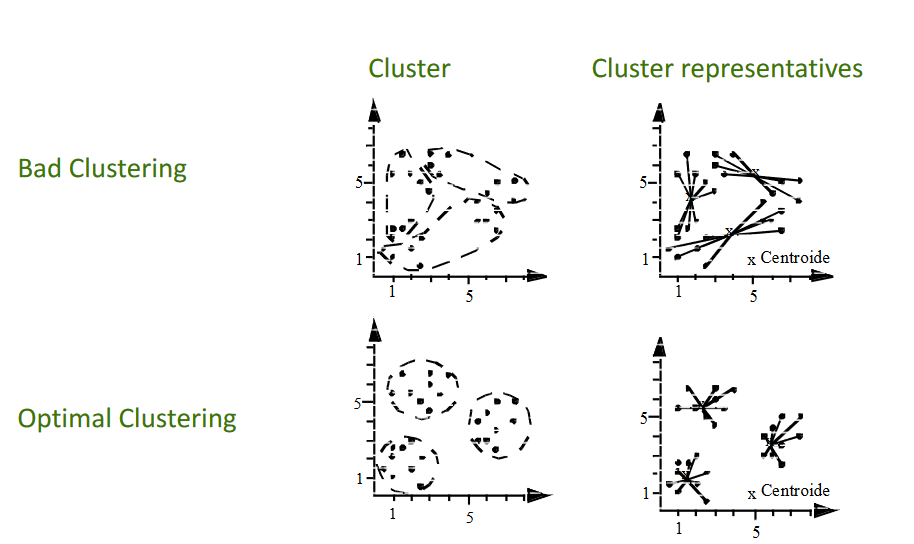 Cluster
Cluster representatives
Bad Clustering
5
1
1
5
5
1
x Centroide
1
5
Optimal Clustering
5
1
1
5
5
1
x Centroide
1
5